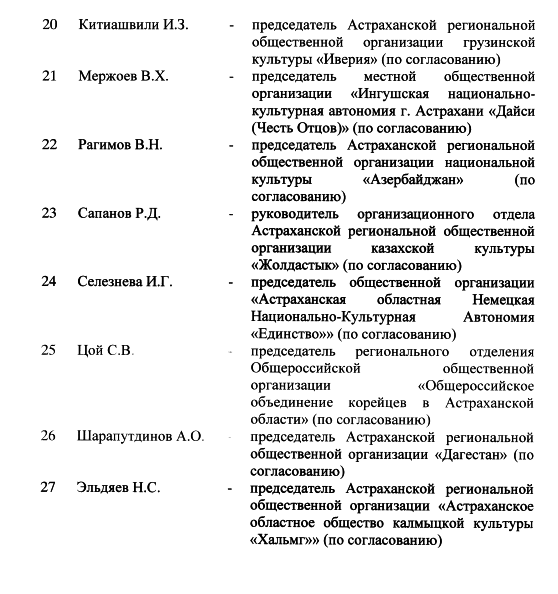 20 Китиашвили И.З. - председатель Астраханской региональной
общественной организации грузинской
культуры «Иверия» (по согласованию)
21 Мержоев В.Х. - председатель местной общественной
организации «Ингушская национально-
культурная автономия г. Астрахани «Дайси
(Честь Отцов)» (по согласованию)
22 Рагимов В.Н. - председатель Астраханской региональной
общественной организации национальной
культуры «Азербайджан» (по
согласованию)
23 Сапанов Р.Д. - руководитель организационного отдела
Астраханской региональной общественной
организации казахской культуры
«Жолдастык» (по согласованию)
24 Селезнева И.Г. - председатель общественной организации
«Астраханская областная Немецкая
Национально-Культурная Автономия
«Единство»» (по согласованию)
25 Цой С.В. - председатель регионального отделения
Общероссийской общественной
организации «Общероссийское
объединение корейцев в Астраханской
области» (по согласованию)
26 Шарапутдинов А.О. - председатель Астраханской региональной
общественной организации «Дагестан» (по
согласованию)
27 Эльдяев Н.С. - председатель Астраханской региональной
общественной организации «Астраханское
областное общество калмыцкой культуры
«Хальмг»» (по согласованию)